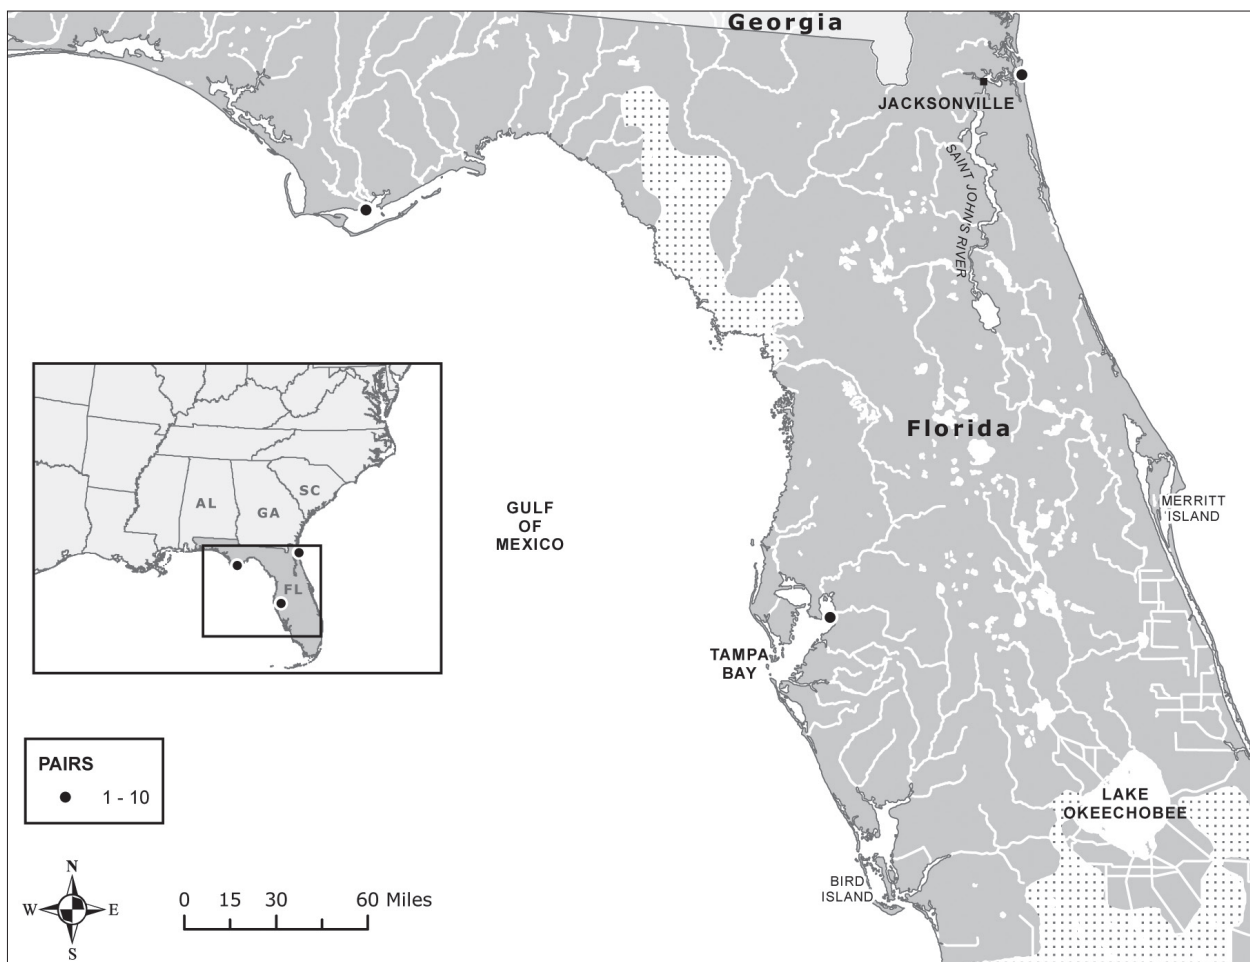 Georgia
JACKSONVILLE
SAINT JOHN'S RIVER
Florida
AL
GA
SC
FL
GULF
OF
MEXICO
MERRITT
ISLAND
TAMPA
BAY
PAIRS
1 - 10
LAKE
OKEECHOBEE
BIRD
ISLAND
N
W
E
S
0 15 30 60 Miles